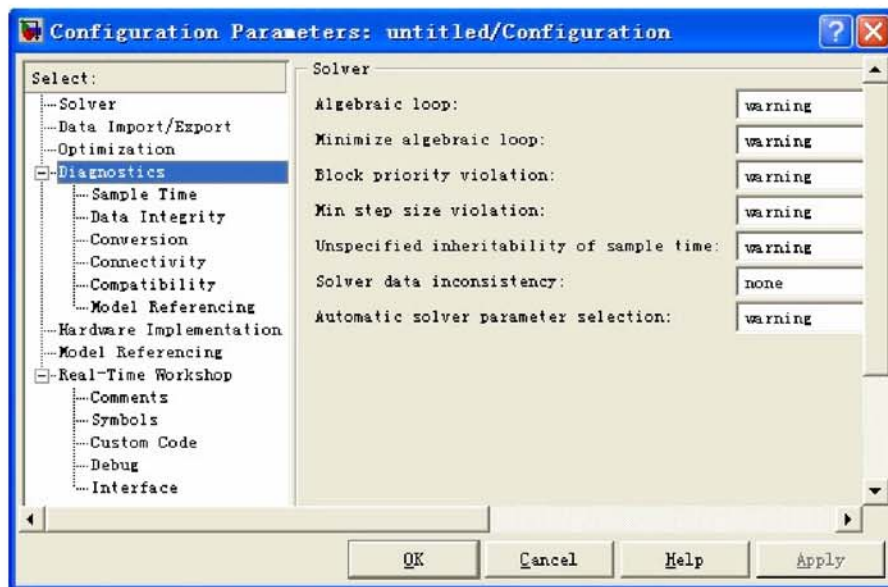 Configuration Parameters: untitled/Configuration
Select:
Solver
Data Import/Export
Optimization
Diagnostics
Sample Time
Data Integrity
Conversion
Connectivity
Compatibility
Model Referencing
Hardware Implementation
Model Referencing
Real-Time Workshop
Comments
Symbols
Custom Code
Debug
Interface
Solver
Algebraic loop: warning
Minimize algebraic loop: warning
Block priority violation: warning
Min step size violation: warning
Unspecified inheritability of sample time: warning
Solver data inconsistency: none
Automatic solver parameter selection: warning
OK Cancel Help Apply